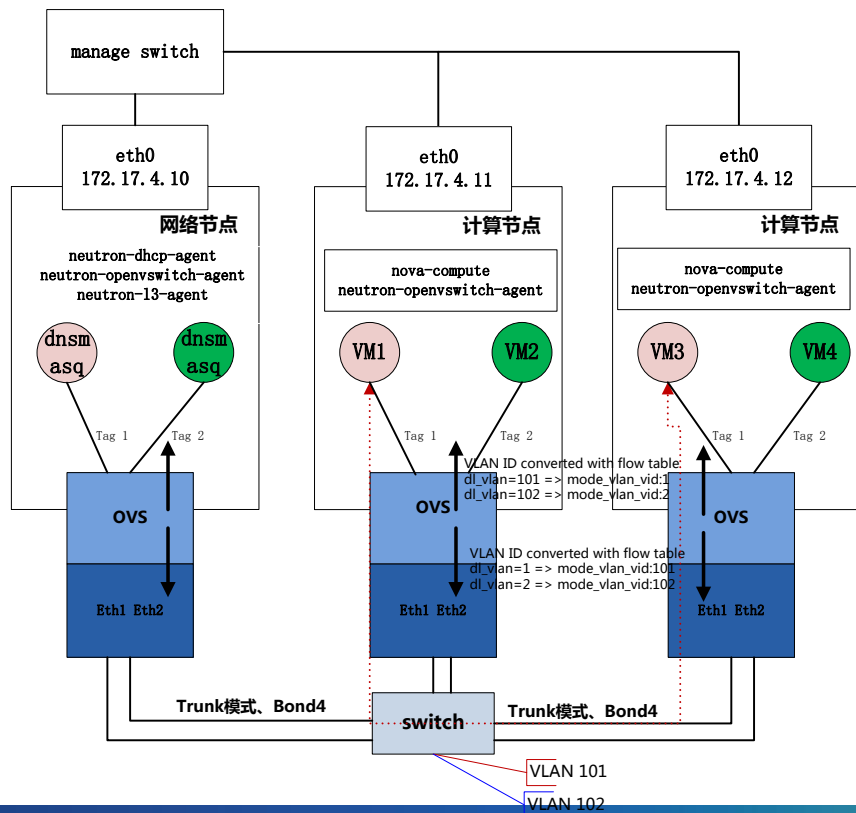 manage switch
eth0
172.17.4.10
eth0
172.17.4.11
eth0
172.17.4.12
网络节点
计算节点
计算节点
neutron-dhcp-agent
neutron-openvswitch-agent
neutron-l3-agent
nova-compute
neutron-openvswitch-agent
nova-compute
neutron-openvswitch-agent
dnsm
asq
dnsm
asq
VM1
VM2
VM3
VM4
Tag 1
Tag 2
Tag 1
Tag 2
Tag 1
Tag 2
VLAN ID converted with flow table
dl_vlan=101 => mode_vlan_vid:1
dl_vlan=102 => mode_vlan_vid:2
OVS
OVS
OVS
VLAN ID converted with flow table
dl_vlan=1 => mode_vlan_vid:101
dl_vlan=2 => mode_vlan_vid:102
Eth1 Eth2
Eth1 Eth2
Eth1 Eth2
Trunk模式、Bond4
switch
Trunk模式、Bond4
VLAN 101
VLAN 102